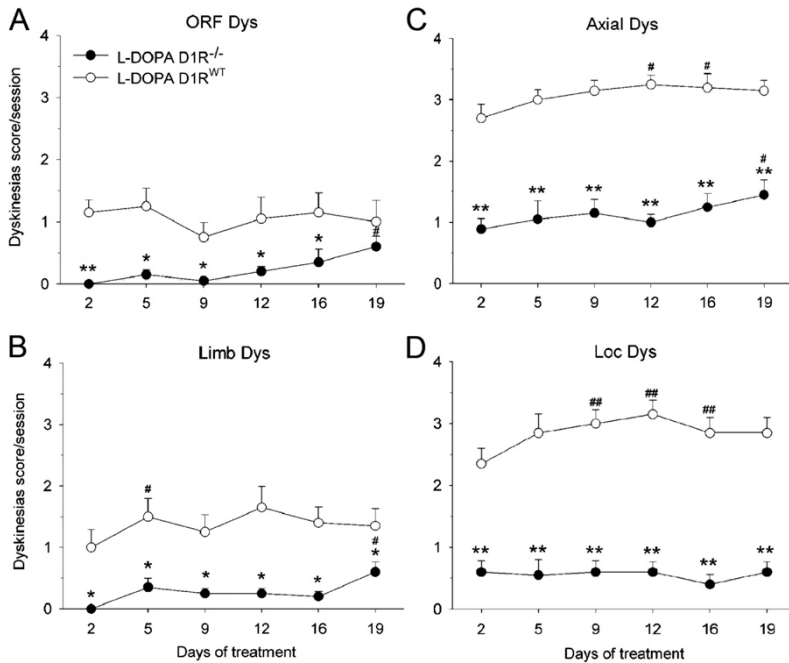 A
ORF Dys
L-DOPA D1R-/-
L-DOPA D1RWT
Dyskinesias score/session
4
3
2
1
0
** * * * * #
2 5 9 12 16 19
B
Limb Dys
Dyskinesias score/session
4
3
2
1
0
#
#
* * * * * *
2 5 9 12 16 19
Days of treatment
C
Axial Dys
4
3
2
1
0
# #
#
** ** ** ** ** **
2 5 9 12 16 19
D
Loc Dys
4
3
2
1
0
## ## ##
** ** ** ** ** **
2 5 9 12 16 19
Days of treatment